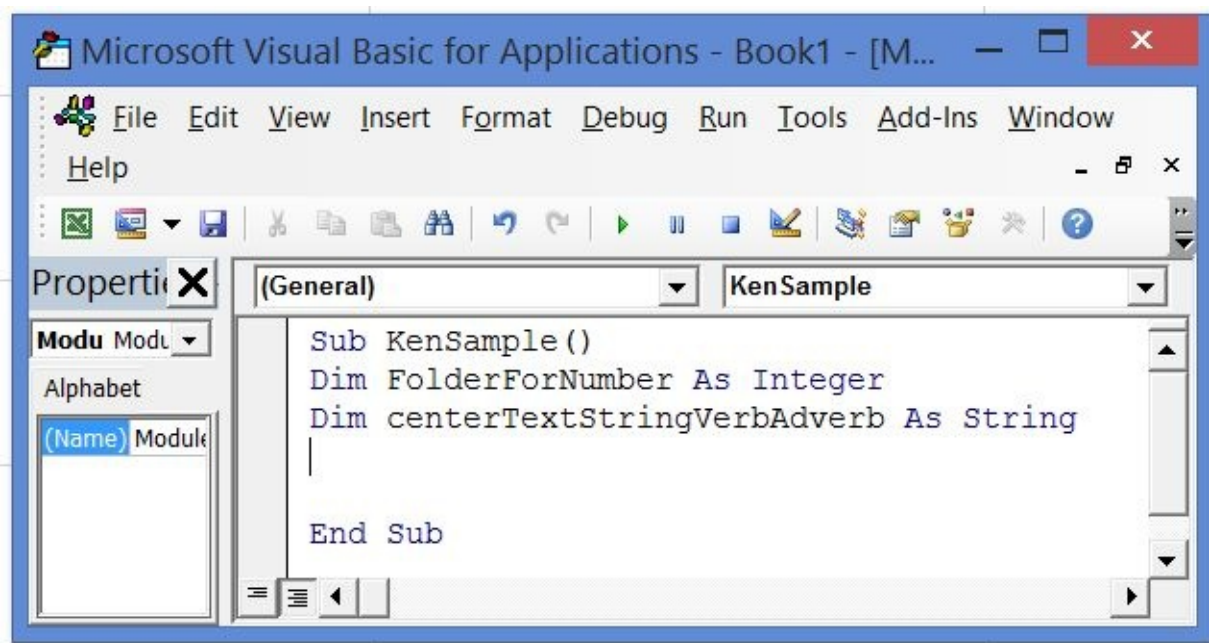 Microsoft Visual Basic for Applications - Book1 - [M...
File Edit View Insert Format Debug Run Tools Add-Ins Window
Help
(General) KenSample
Modu
Alphabet
(Name) Module
Sub KenSample()
Dim FolderForNumber As Integer
Dim centerTextStringVerbAdverb As String
End Sub